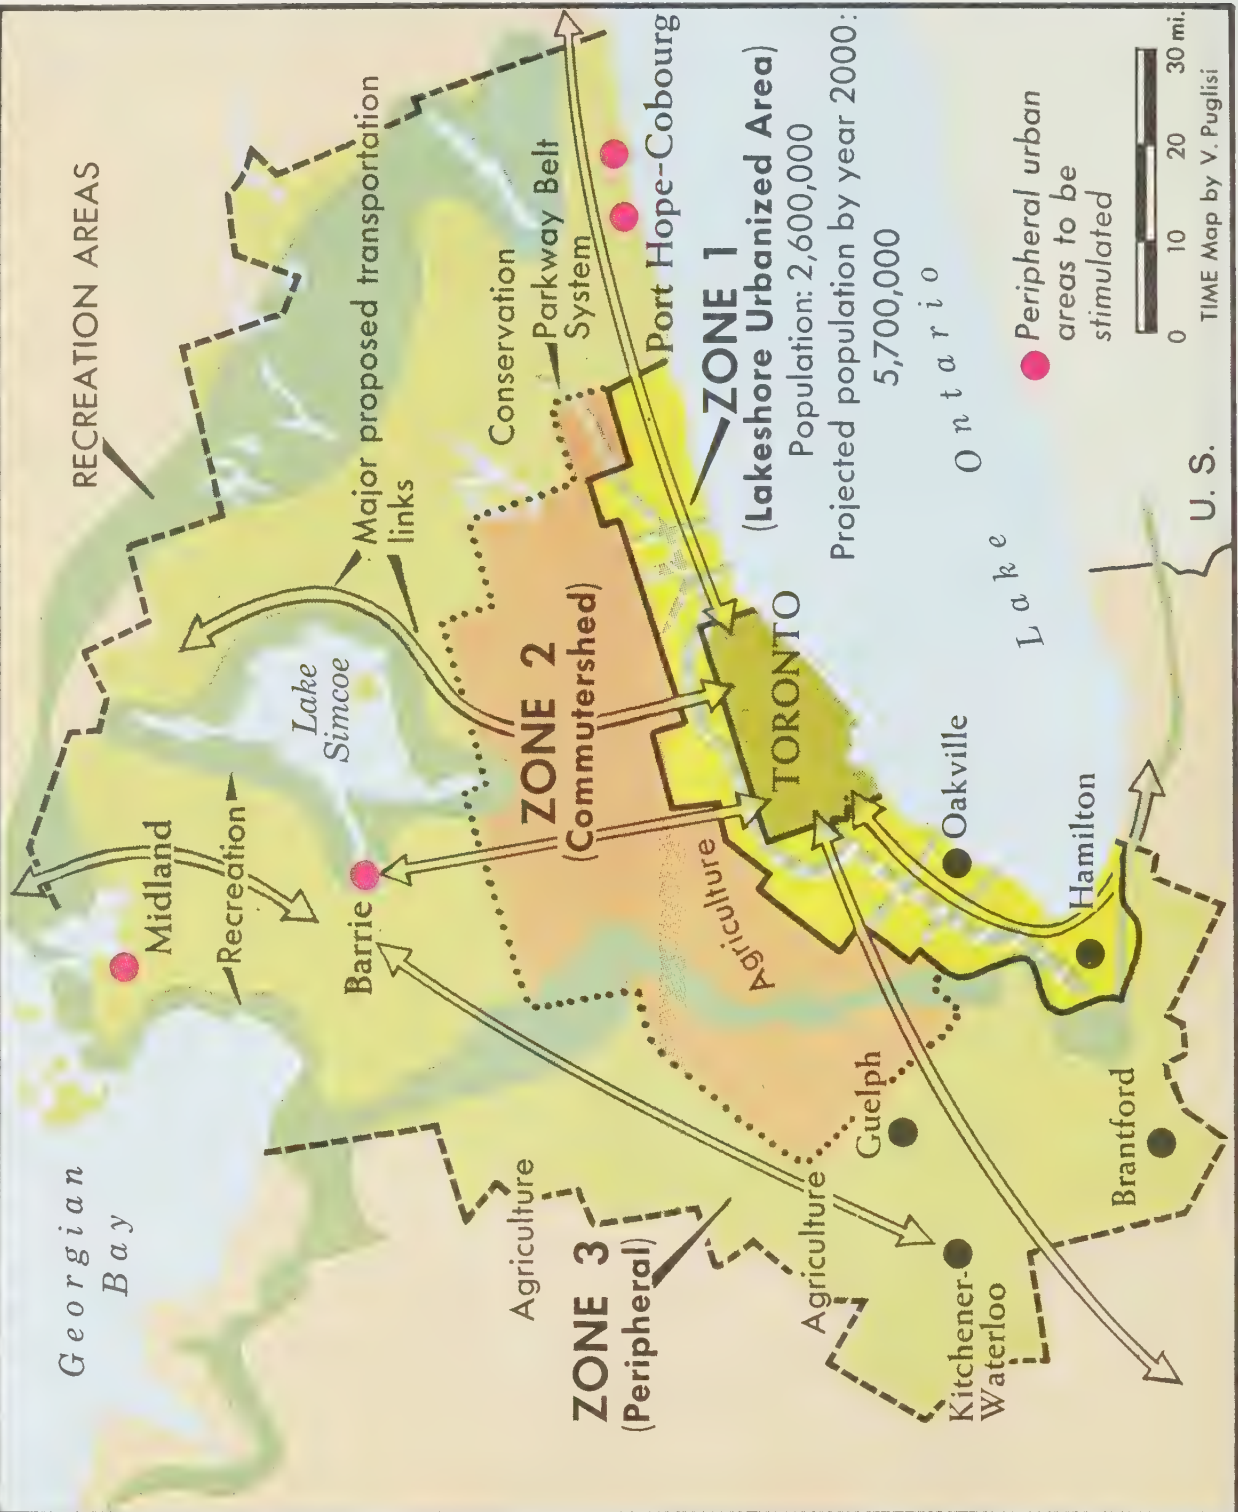 Georgian
Bay
Midland
Recreation
Barrie
Lake
Simcoe
RECREATION AREAS
Major proposed transportation
links
Conservation
Parkway Belt
System
Port Hope-Cobourg
ZONE 1
(Lakeshore Urbanized Area)
Population: 2,600,000
Projected population by year 2000:
5,700,000
ZONE 2
(Commutershed)
TORONTO
Agriculture
Agriculture
ZONE 3
(Peripheral)
Agriculture
Guelph
Kitchener-
Waterloo
Brantford
Hamilton
Oakville
Lake Ontario
U. S.
Peripheral urban
areas to be
stimulated
0 10 20 30 mi.
TIME Map by V. Puglisi